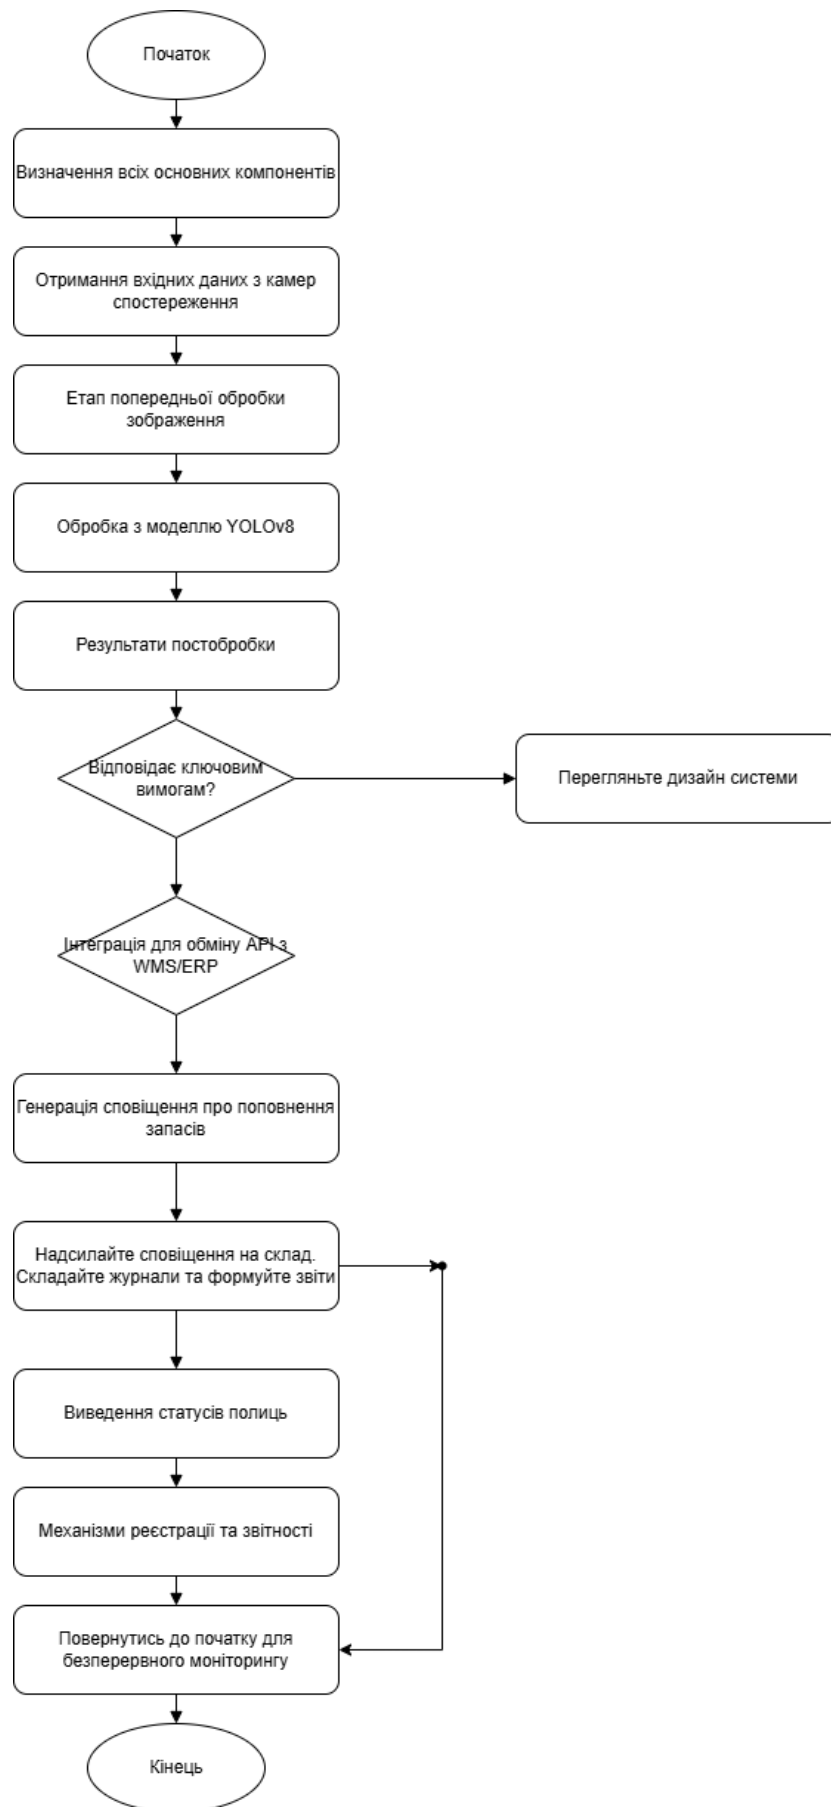 Початок
Визначення всіх основних компонентів
Отримання вхідних даних з камер
спостереження
Етап попередньої обробки
зображення
Обробка з моделлю YOLOv8
Результати постобробки
Відповідає ключовим
вимогам?
Перегляньте дизайн системи
Інтеграція для обміну API з
WMS/ERP
Генерація сповіщення про поповнення
запасів
Надсилайте сповіщення на склад.
Складайте журнали та формуйте звіти
Виведення статусів полиць
Механізми реєстрації та звітності
Повернутись до початку для
безперервного моніторингу
Кінець